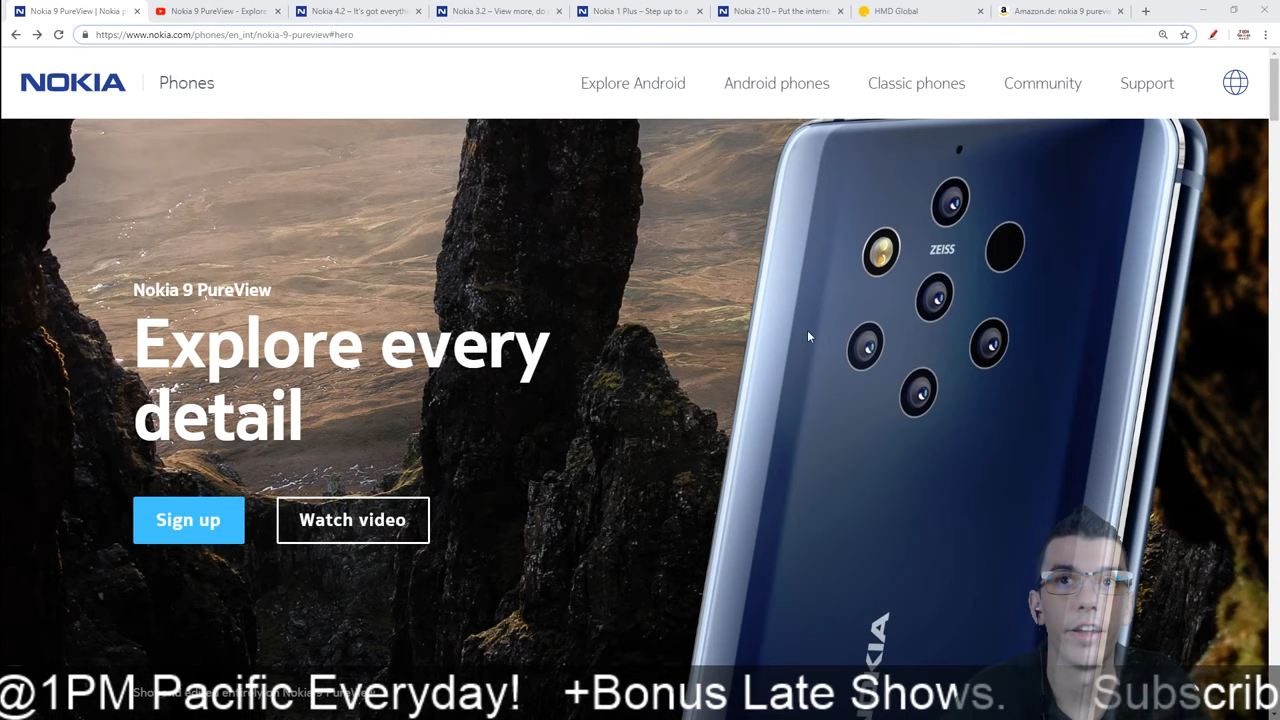 Nokia 9 PureView | Nokia p
Nokia 9 PureView - Explore
Nokia 4.2 – It's got everyth
Nokia 3.2 – View more, do
Nokia 1 Plus – Step up to a
Nokia 210 – Put the intern
HMD Global
Amazon.de: nokia 9 purevie
https://www.nokia.com/phones/en_int/nokia-9-pureview#hero
NOKIA Phones Explore Android Android phones Classic phones Community Support
ZEISS
Nokia 9 PureView
Explore every
detail
Sign up Watch video
NOKIA
@1PM Pacific Everyday! +Bonus Late Shows. Subscrib